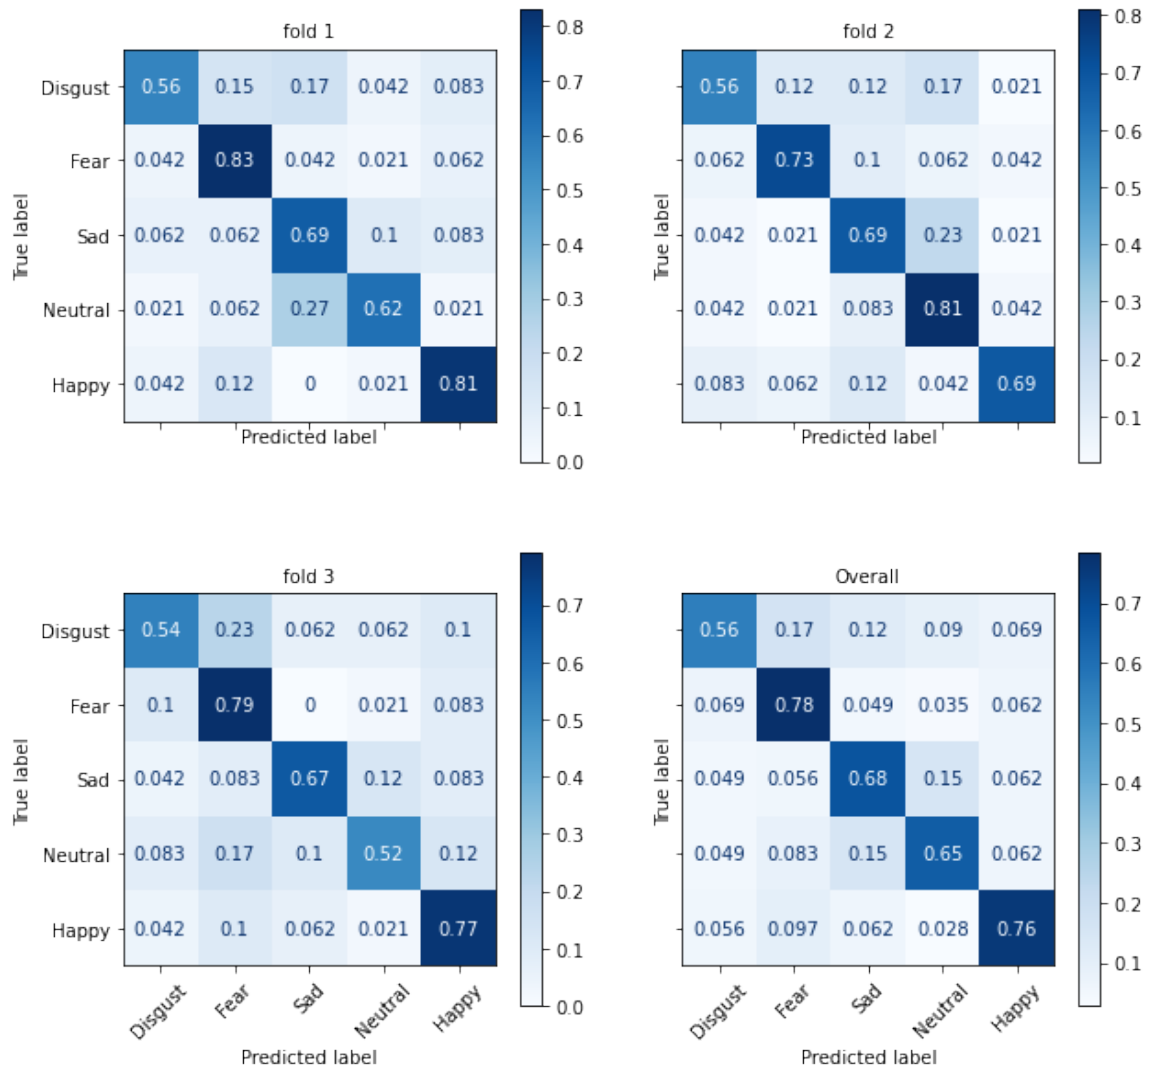 fold 1
True label
Disgust 0.56 0.15 0.17 0.042 0.083
Fear 0.042 0.83 0.042 0.021 0.062
Sad 0.062 0.062 0.69 0.1 0.083
Neutral 0.021 0.062 0.27 0.62 0.021
Happy 0.042 0.12 0 0.021 0.81
Predicted label
0.8
0.7
0.6
0.5
0.4
0.3
0.2
0.1
0.0
fold 2
True label
0.56 0.12 0.12 0.17 0.021
0.062 0.73 0.1 0.062 0.042
0.042 0.021 0.69 0.23 0.021
0.042 0.021 0.083 0.81 0.042
0.083 0.062 0.12 0.042 0.69
Predicted label
0.8
0.7
0.6
0.5
0.4
0.3
0.2
0.1
fold 3
True label
Disgust 0.54 0.23 0.062 0.062 0.1
Fear 0.1 0.79 0 0.021 0.083
Sad 0.042 0.083 0.67 0.12 0.083
Neutral 0.083 0.17 0.1 0.52 0.12
Happy 0.042 0.1 0.062 0.021 0.77
Disgust Fear Sad Neutral Happy
Predicted label
0.7
0.6
0.5
0.4
0.3
0.2
0.1
0.0
Overall
True label
0.56 0.17 0.12 0.09 0.069
0.069 0.78 0.049 0.035 0.062
0.049 0.056 0.68 0.15 0.062
0.049 0.083 0.15 0.65 0.062
0.056 0.097 0.062 0.028 0.76
Disgust Fear Sad Neutral Happy
Predicted label
0.7
0.6
0.5
0.4
0.3
0.2
0.1